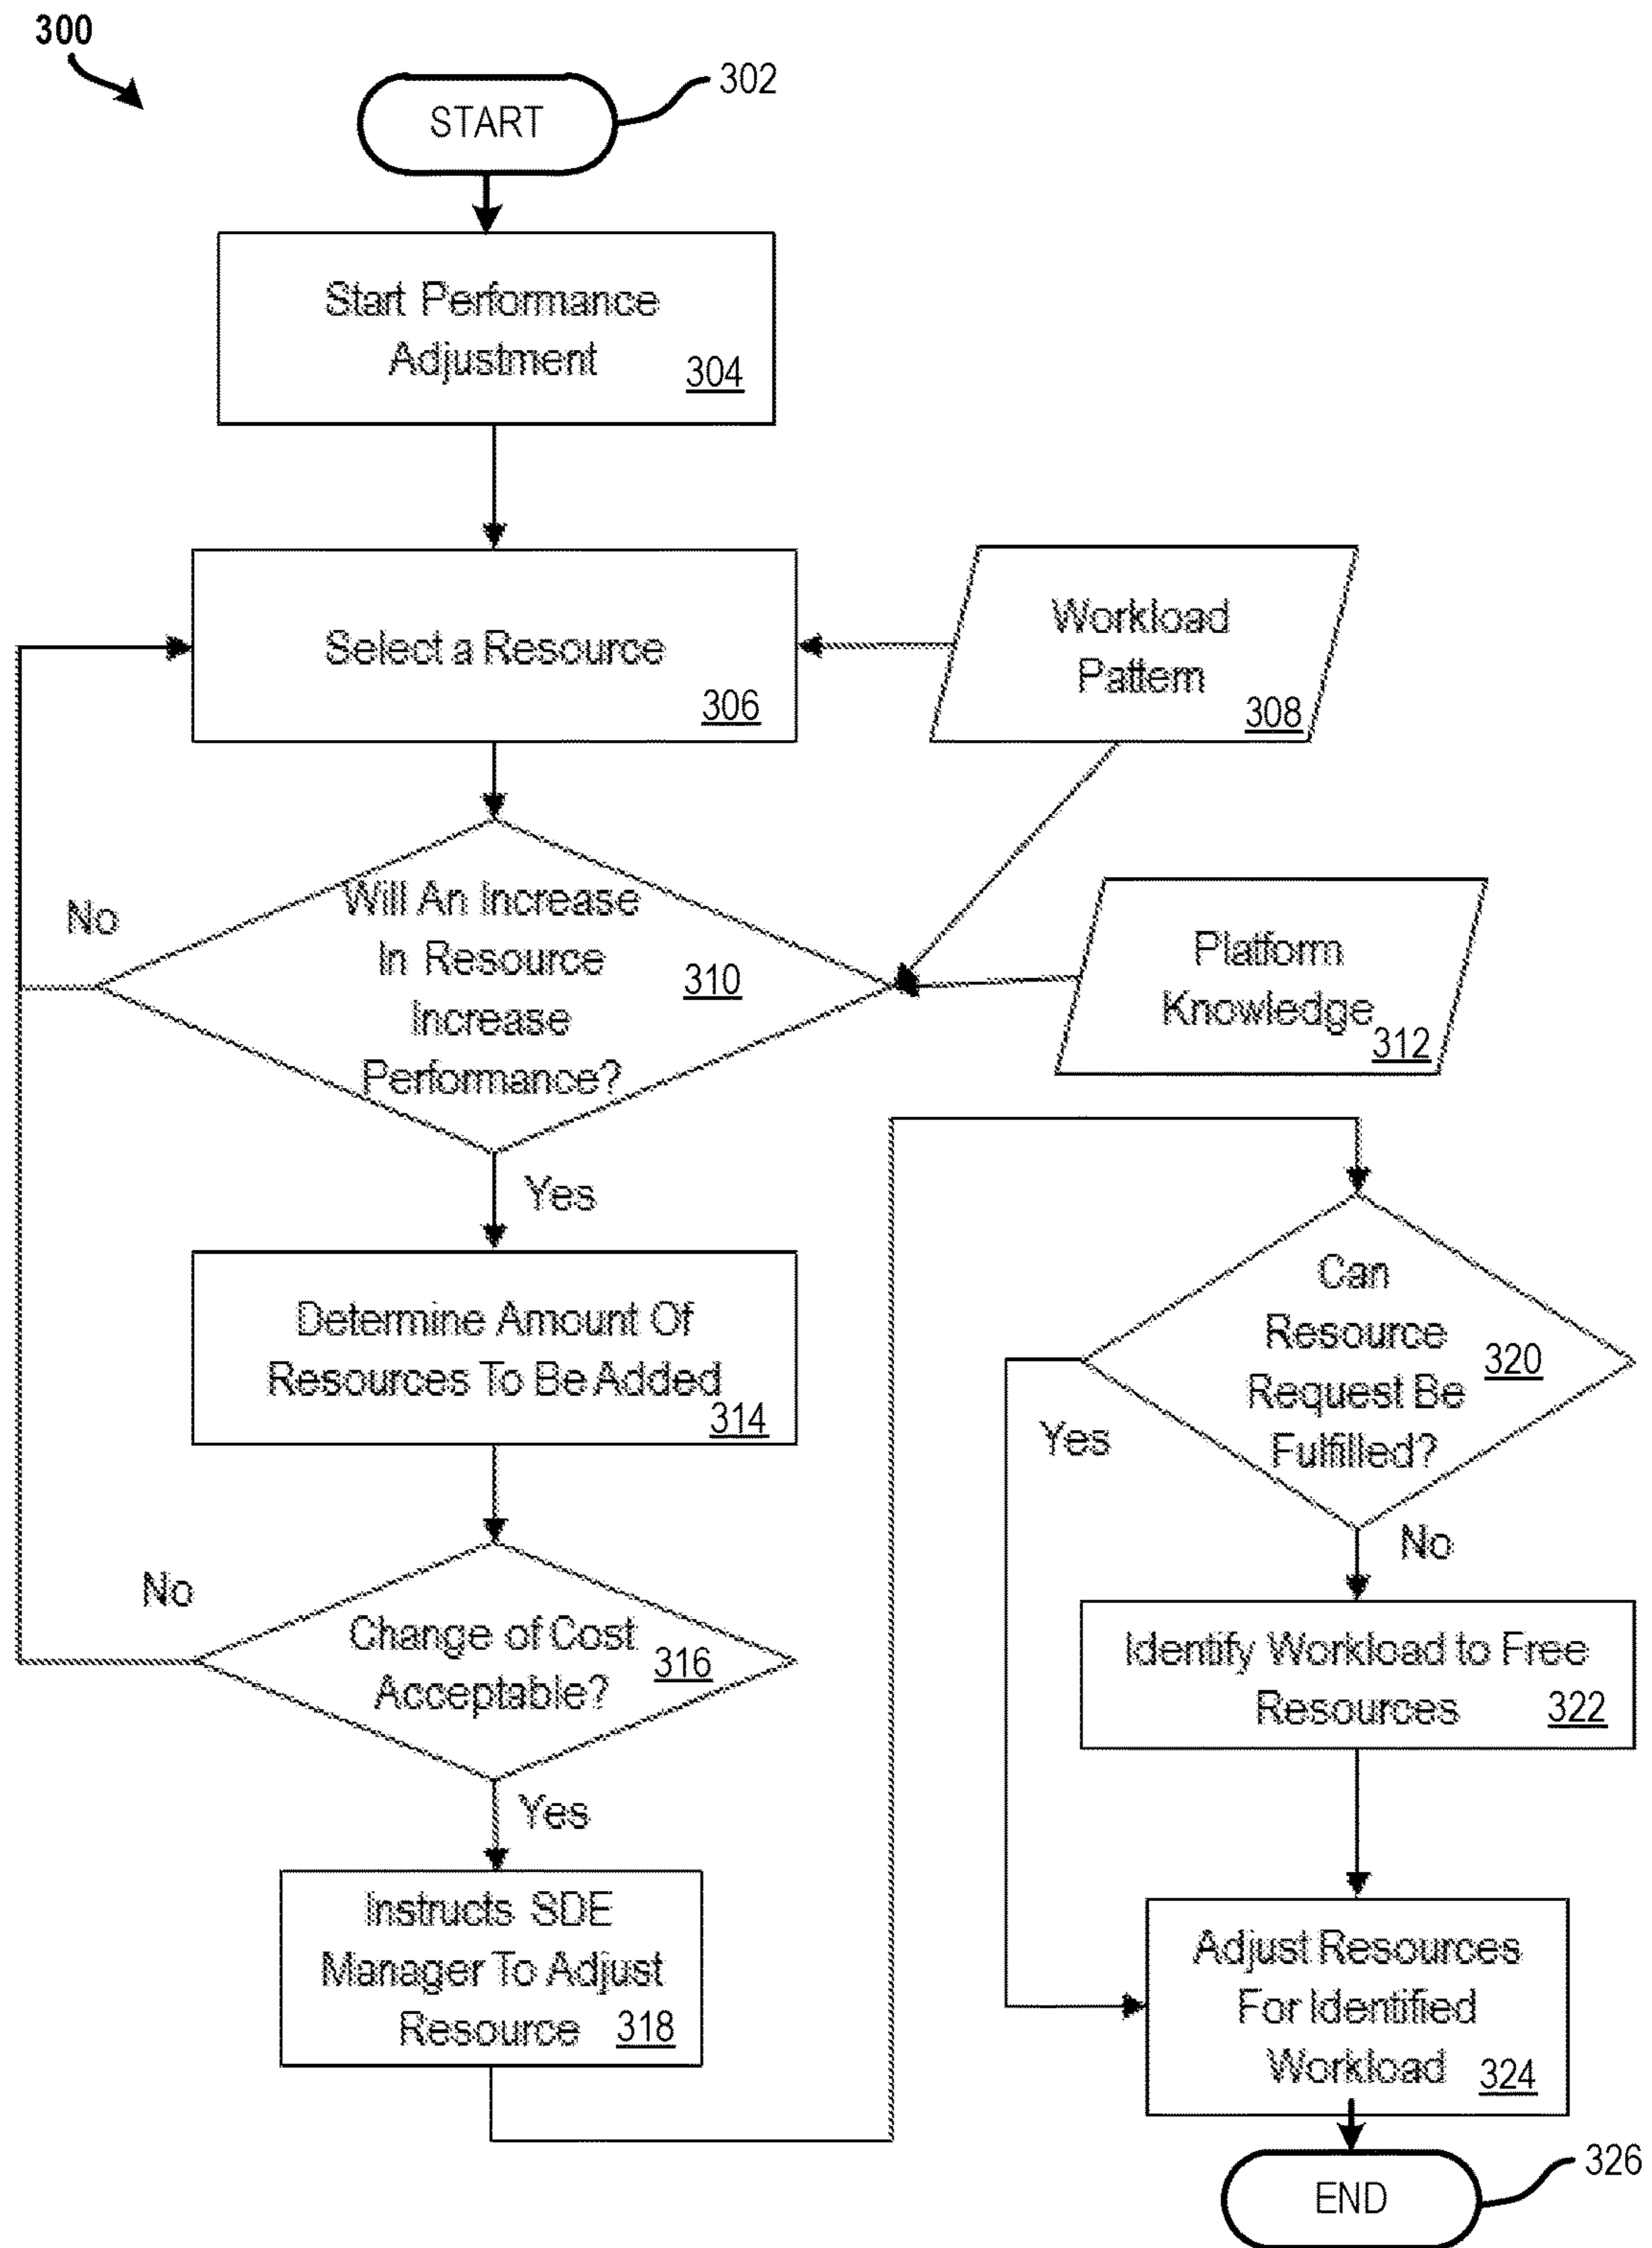 300
302
START
Start Performance
Adjustment
304
Select a Resource
306
Workload
Pattern
308
No
Will An Increase
In Resource
Increase
Performance?
310
Platform
Knowledge
312
Yes
Determine Amount Of
Resources To Be Added
314
No
Change of Cost
Acceptable?
316
Yes
Instructs SDE
Manager To Adjust
Resource
318
Can
Resource
Request Be
Fulfilled?
320
Yes
No
Identify Workload to Free
Resources
322
Adjust Resources
For Identified
Workload
324
END
326